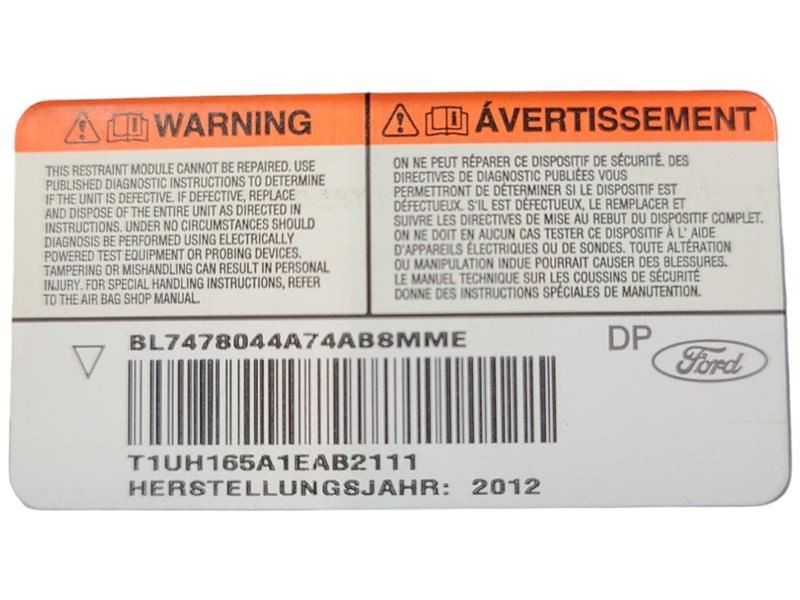 WARNING
THIS RESTRAINT MODULE CANNOT BE REPAIRED. USE
PUBLISHED DIAGNOSTIC INSTRUCTIONS TO DETERMINE
IF THE UNIT IS DEFECTIVE. IF DEFECTIVE, REPLACE
AND DISPOSE OF THE ENTIRE UNIT AS DIRECTED IN
INSTRUCTIONS. UNDER NO CIRCUMSTANCES SHOULD
DIAGNOSIS BE PERFORMED USING ELECTRICALLY
POWERED TEST EQUIPMENT OR PROBING DEVICES.
TAMPERING OR MISHANDLING CAN RESULT IN PERSONAL
INJURY. FOR SPECIAL HANDLING INSTRUCTIONS, REFER
TO THE AIR BAG SHOP MANUAL.
ÁVERTISSEMENT
ON NE PEUT RÉPARER CE DISPOSITIF DE SÉCURITÉ. DES
DIRECTIVES DE DIAGNOSTIC PUBLIÉES VOUS
PERMETTRONT DE DÉTERMINER SI LE DISPOSITIF EST
DÉFECTUEUX. S'IL EST DÉFECTUEUX, LE REMPLACER ET
SUIVRE LES DIRECTIVES DE MISE AU REBUT DU DISPOSITIF COMPLET.
ON NE DOIT EN AUCUN CAS TESTER CE DISPOSITIF À L' AIDE
D'APPAREILS ÉLECTRIQUES OU DE SONDES. TOUTE ALTÉRATION
OU MANIPULATION INDUE POURRAIT CAUSER DES BLESSURES.
LE MANUEL TECHNIQUE SUR LES COUSSINS DE SÉCURITÉ
DONNE DES INSTRUCTIONS SPÉCIALES DE MANUTENTION.
BL7478044A74AB8MME
DP Ford
T1UH165A1EAB2111
HERSTELLUNGSJAHR: 2012